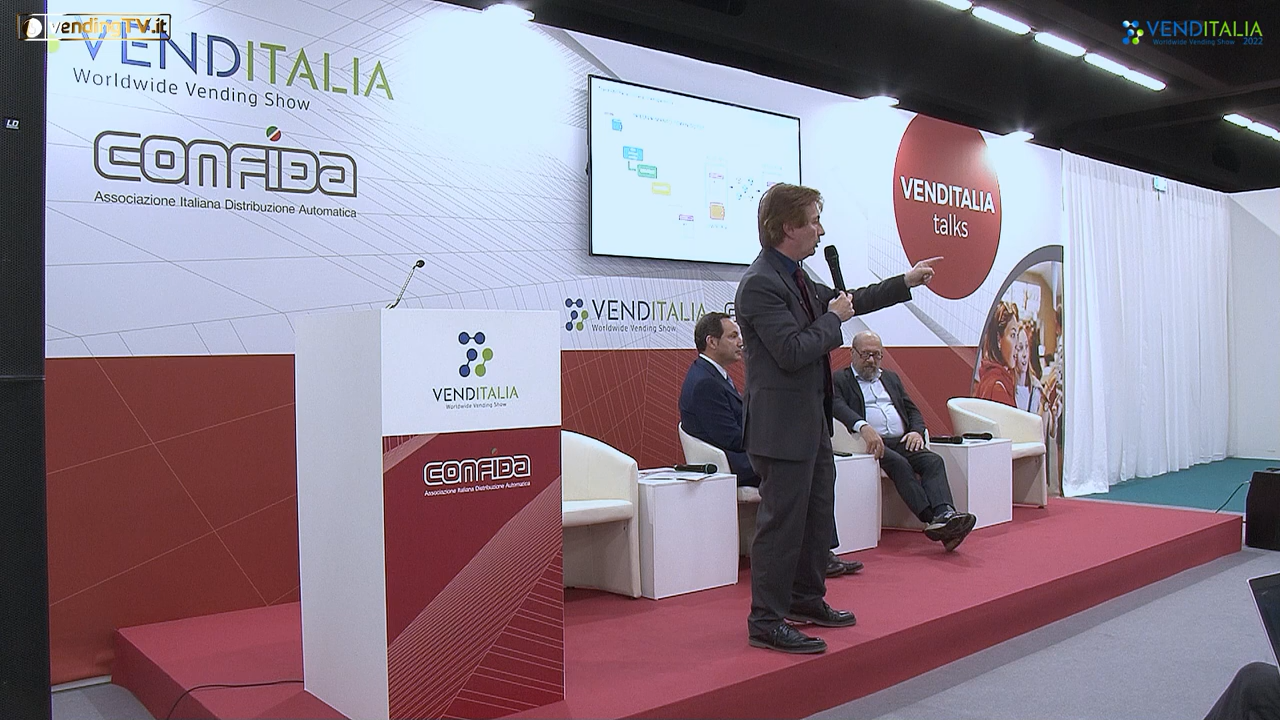 vendingTV.it
VENDITALIA
Worldwide Vending Show 2022
VENDITALIA
Worldwide Vending Show
CONFIDA
Associazione Italiana Distribuzione Automatica
VENDITALIA
talks
VENDITALIA
Worldwide Vending Show
VENDITALIA
Worldwide Vending Show
CONFIDA
Associazione Italiana Distribuzione Automatica